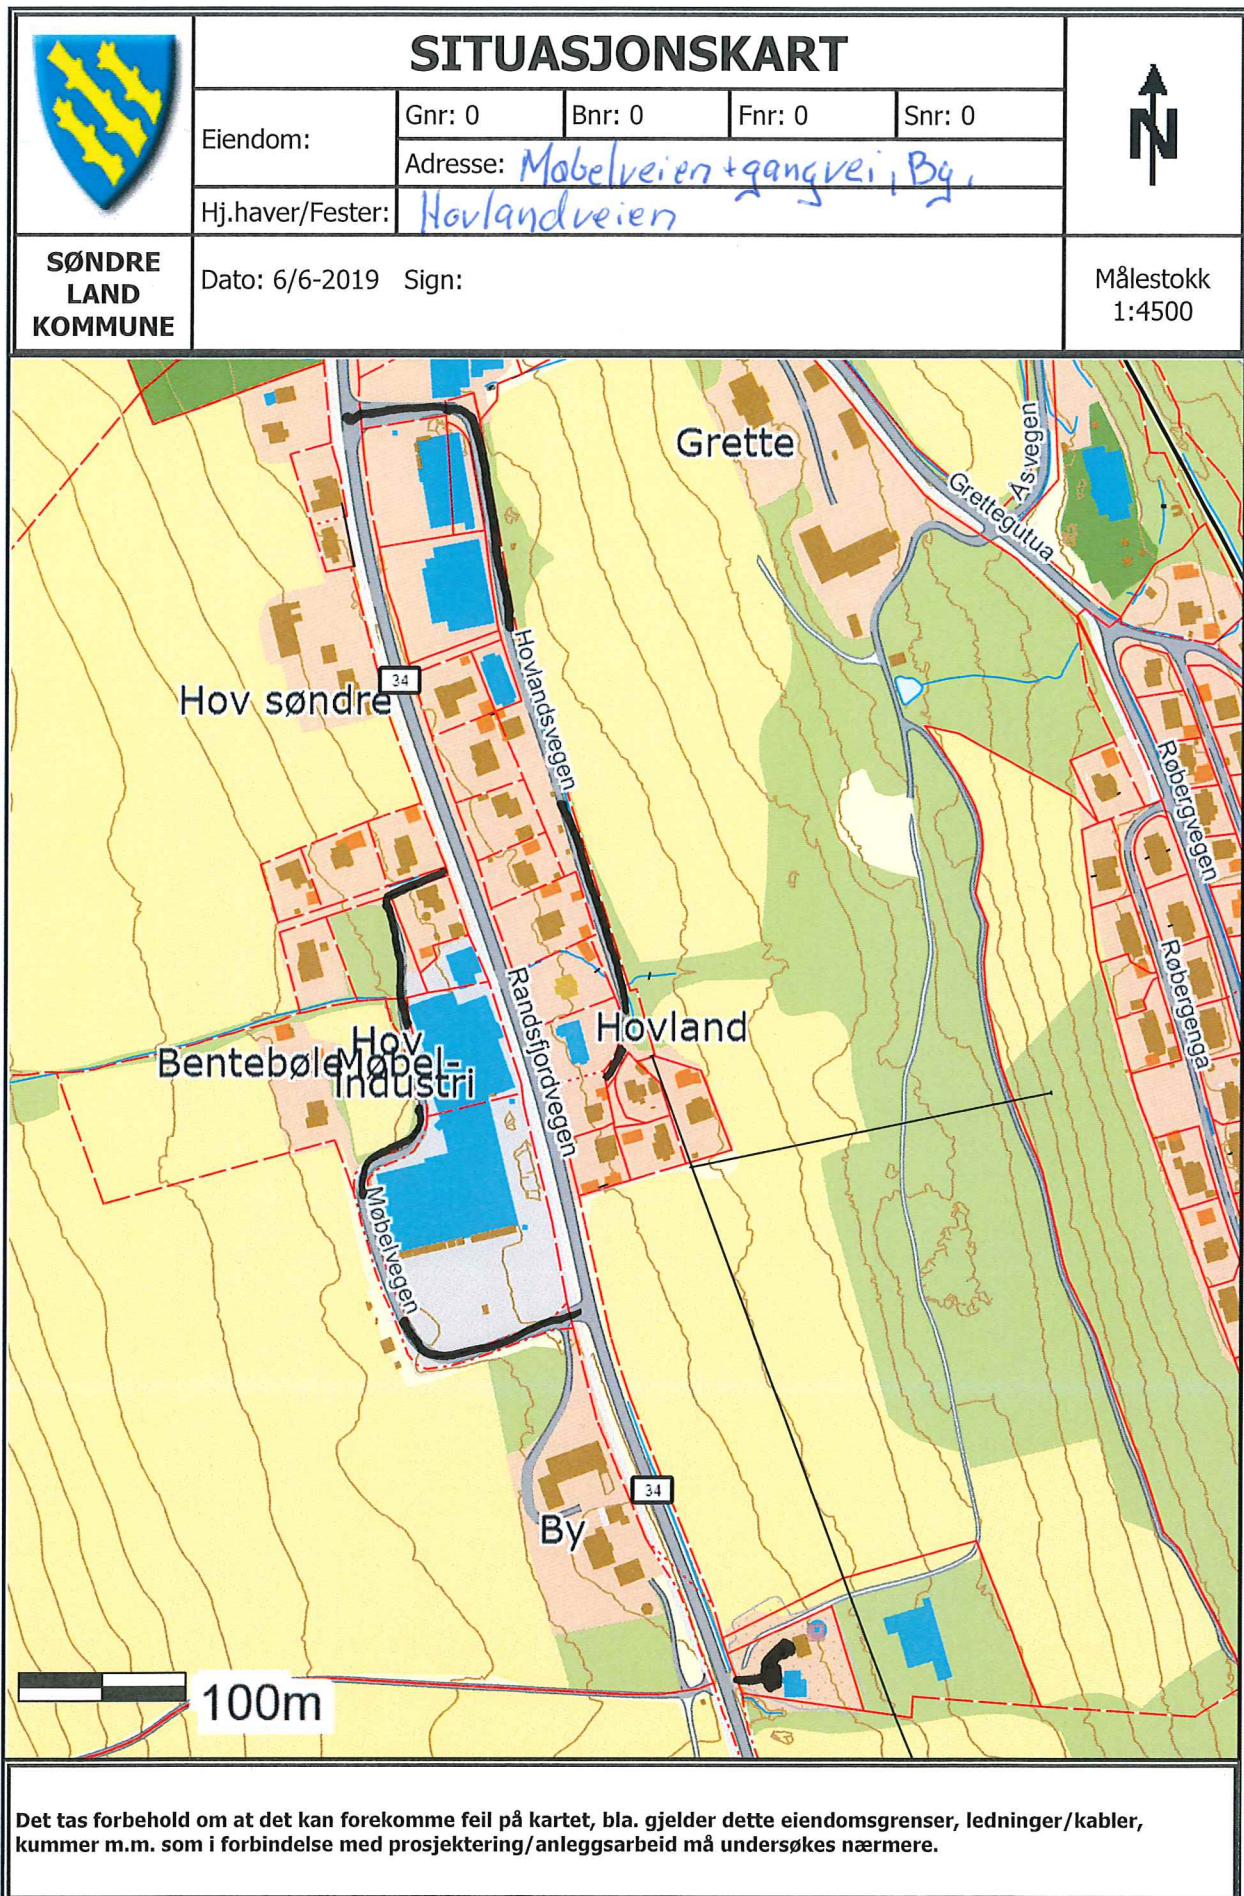 SITUASJONSKART
Eiendom:
Gnr: 0
Bnr: 0
Fnr: 0
Snr: 0
Adresse: Møbelveien + gangvei, By,
Hj.haver/Fester: Hovlandveien
N
SØNDRE
LAND
KOMMUNE
Dato: 6/6-2019 Sign:
Målestokk
1:4500
Grette
Åsvegen
Grettegutua
Hovlandsvegen
34
Hov søndre
Røbergvegen
Røbergenga
Randsfjordvegen
Hovland
Bentebøle
Hov
Møbel-
industri
Møbelvegen
34
By
100m
Det tas forbehold om at det kan forekomme feil på kartet, bla. gjelder dette eiendomsgrenser, ledninger/kabler,
kummer m.m. som i forbindelse med prosjektering/anleggsarbeid må undersøkes nærmere.